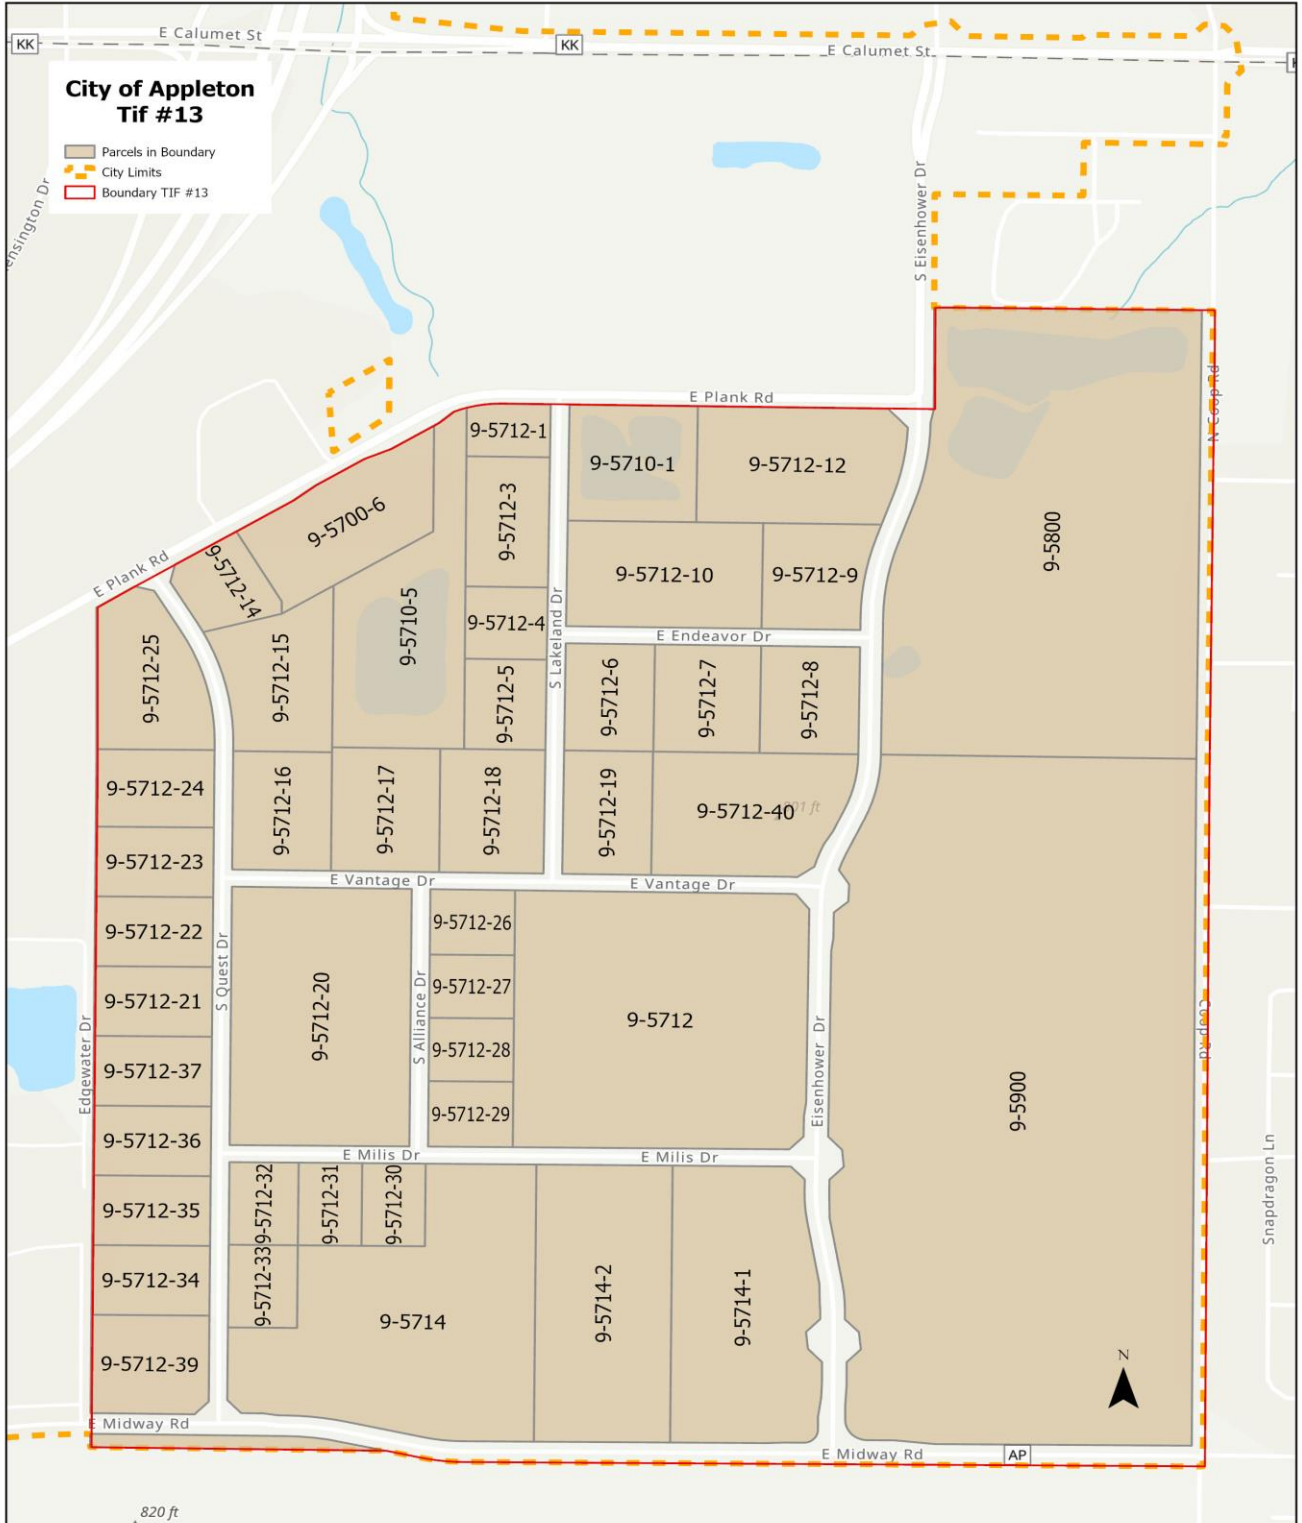 E Calumet St
KK
KK
E Calumet St
City of Appleton
Tif #13
Parcels in Boundary
City Limits
Boundary TIF #13
S Eisenhower Dr
E Plank Rd
N Coop Rd
9-5712-1
9-5710-1
9-5712-12
9-5712-3
9-5700-6
9-5800
E Plank Rd
9-5712-14
9-5712-10
9-5712-9
9-5710-5
9-5712-4
S Lakeland Dr
E Endeavor Dr
9-5712-25
9-5712-15
9-5712-5
9-5712-6
9-5712-7
9-5712-8
9-5712-24
9-5712-16
9-5712-17
9-5712-18
9-5712-19
9-5712-40
9-5712-23
E Vantage Dr
E Vantage Dr
9-5712-22
9-5712-26
S Quest Dr
9-5712-21
9-5712-20
S Alliance Dr
9-5712-27
9-5712
9-5712-28
Edgewater Dr
9-5712-37
Eisenhower Dr
9-5900
9-5712-29
9-5712-36
E Milis Dr
E Milis Dr
9-5712-35
9-5712-32
9-5712-31
9-5712-30
Snapdragon Ln
9-5712-34
9-5712-33
9-5714
9-5714-2
9-5714-1
9-5712-39
N
E Midway Rd
E Midway Rd
AP
820 ft